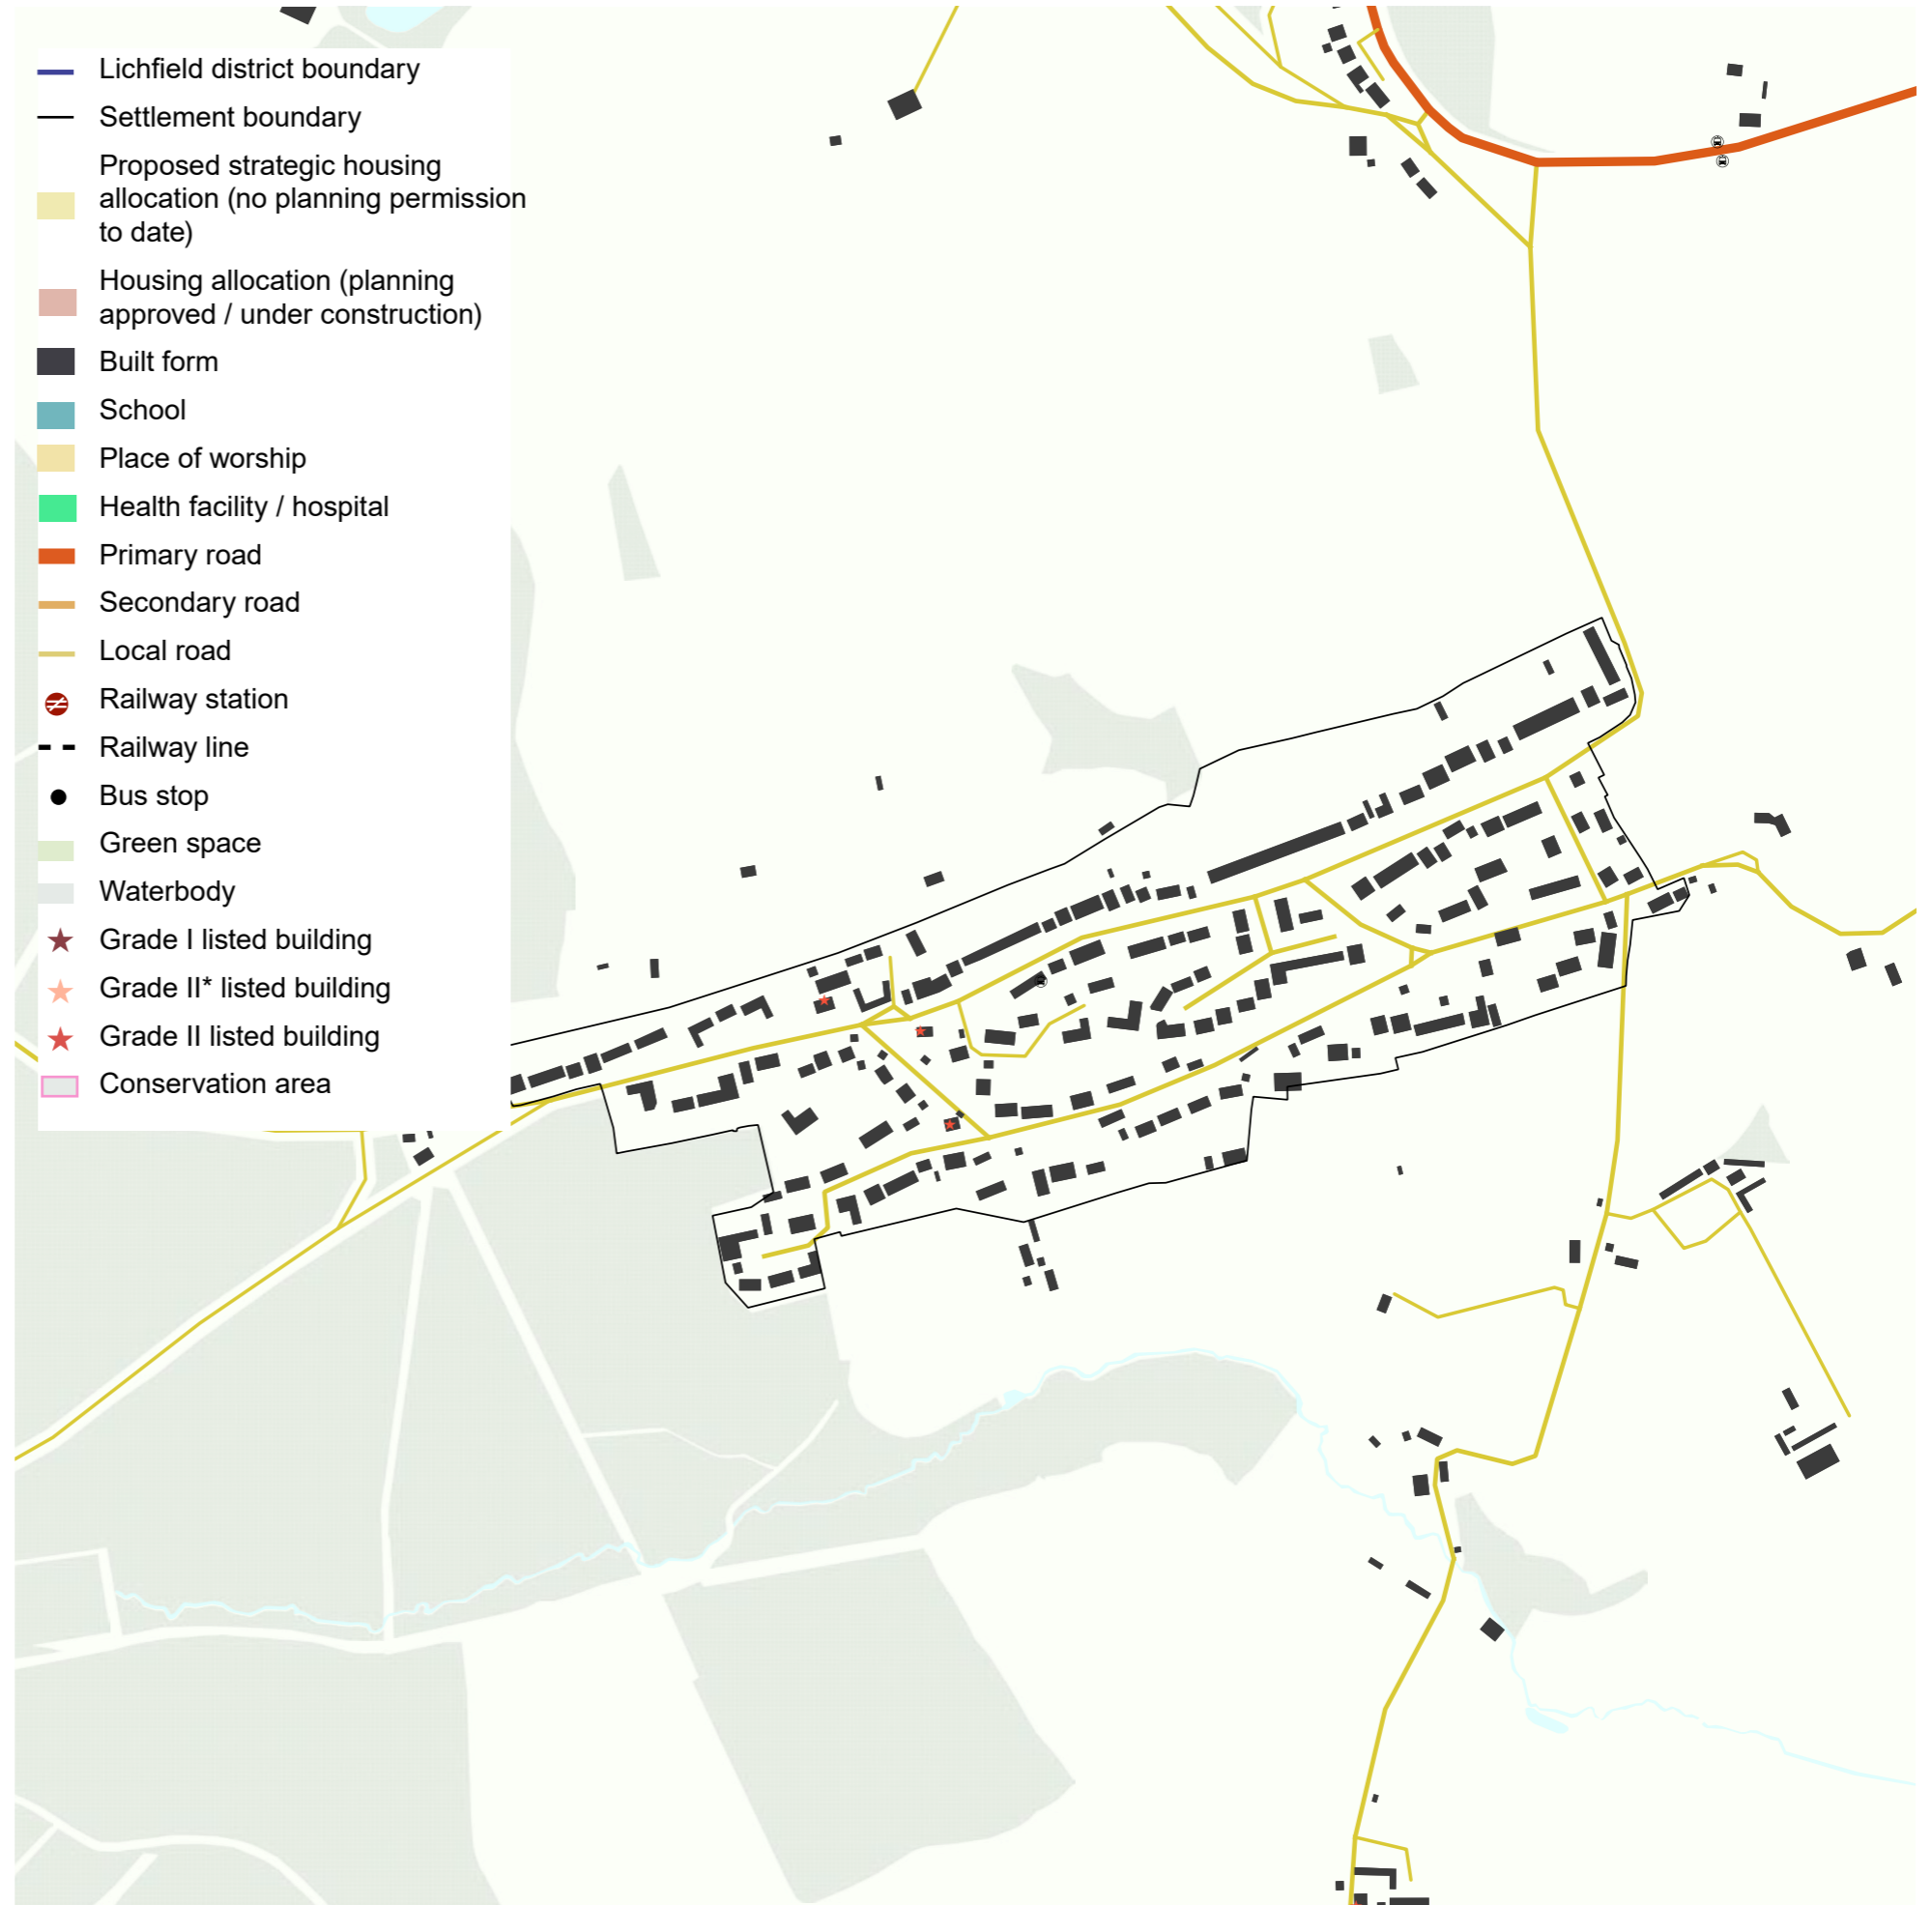 Lichfield district boundary
Settlement boundary
Proposed strategic housing
allocation (no planning permission
to date)
Housing allocation (planning
approved / under construction)
Built form
School
Place of worship
Health facility / hospital
Primary road
Secondary road
Local road
Railway station
Railway line
Bus stop
Green space
Waterbody
Grade I listed building
Grade II* listed building
Grade II listed building
Conservation area